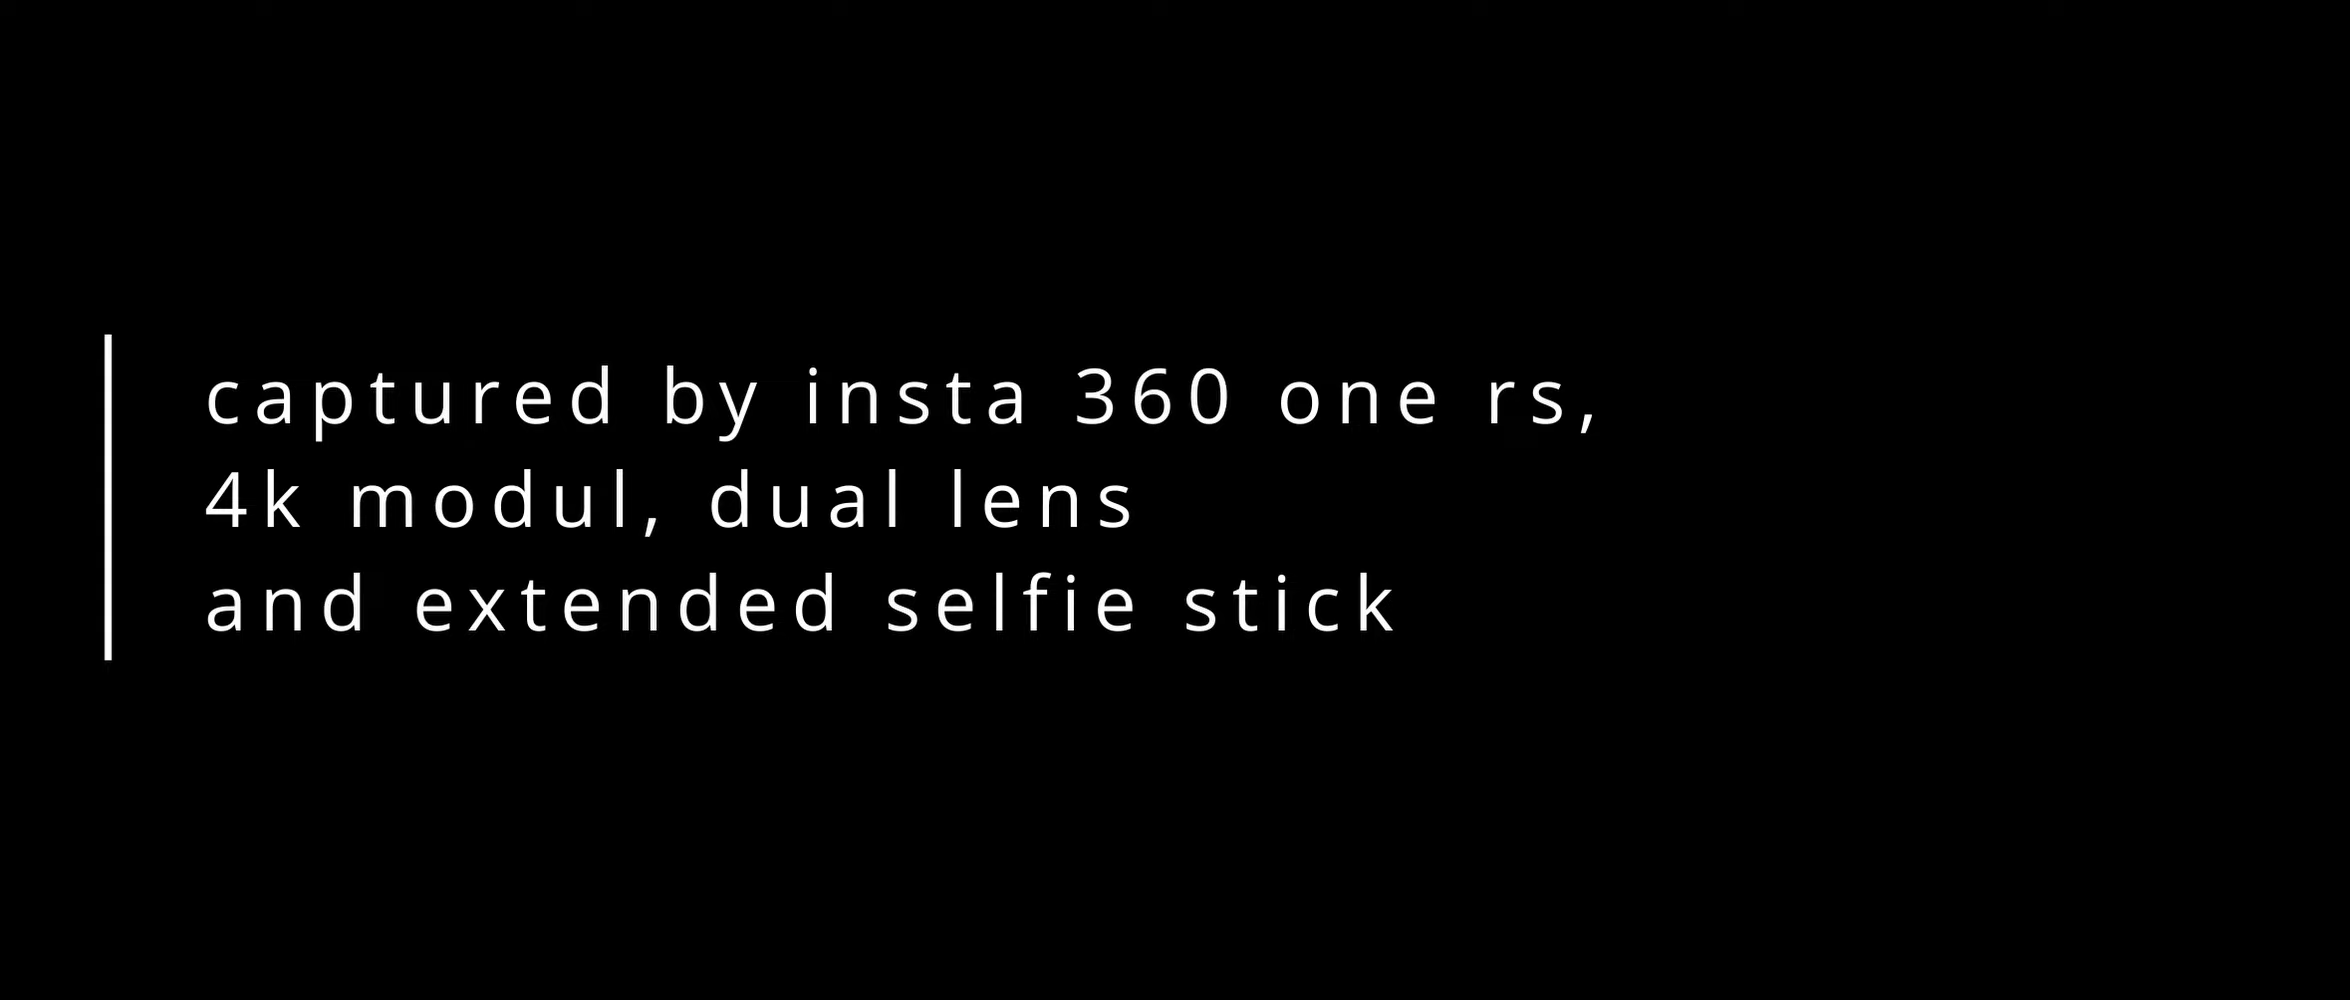 captured by insta 360 one rs,
4k modul, dual lens
and extended selfie stick